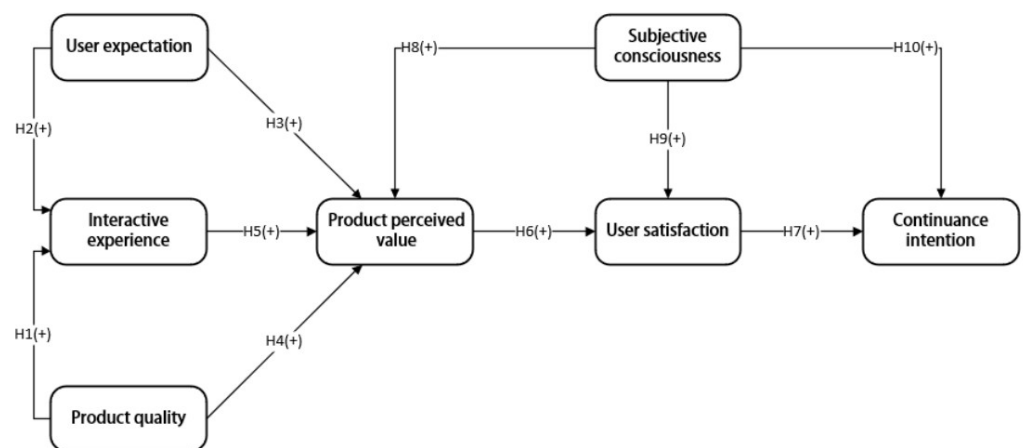 User expectation
Subjective
consciousness
H8(+)
H10(+)
H2(+)
H3(+)
H9(+)
Interactive
experience
H5(+)
Product perceived
value
H6(+)
User satisfaction
H7(+)
Continuance
intention
H1(+)
H4(+)
Product quality